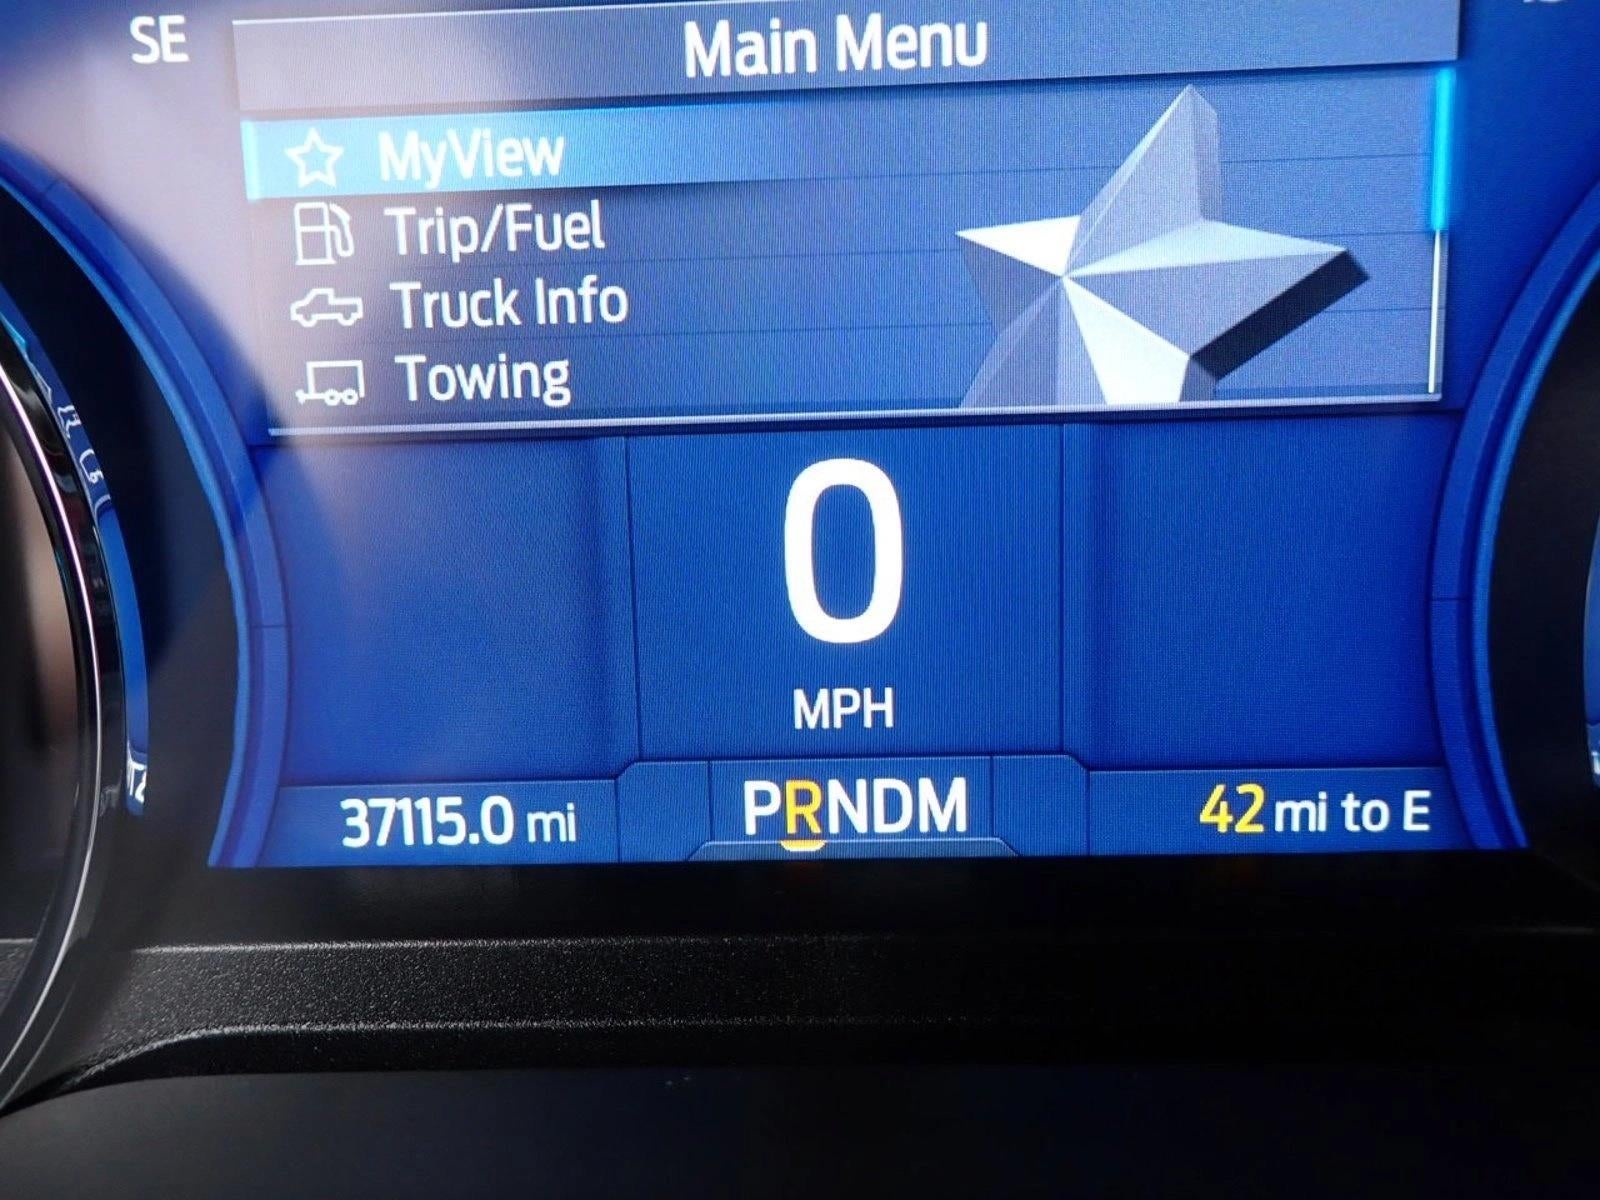 SE
Main Menu
MyView
Trip/Fuel
Truck Info
Towing
0
MPH
37115.0 mi
PRNDM
42 mi to E